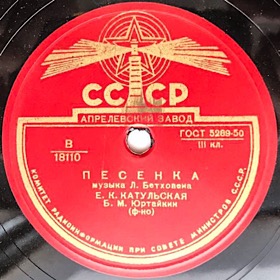 СССР
АПРЕЛЕВСКИЙ ЗАВОД
В
18110
ГОСТ 5289-50
III кл.
ПЕСЕНКА
музыка Л. Бетховена
Е. К. КАТУЛЬСКАЯ
Б. М. Юртайкин
(ф-но)
КОМИТЕТ РАДИОИНФОРМАЦИИ ПРИ СОВЕТЕ МИНИСТРОВ СССР.